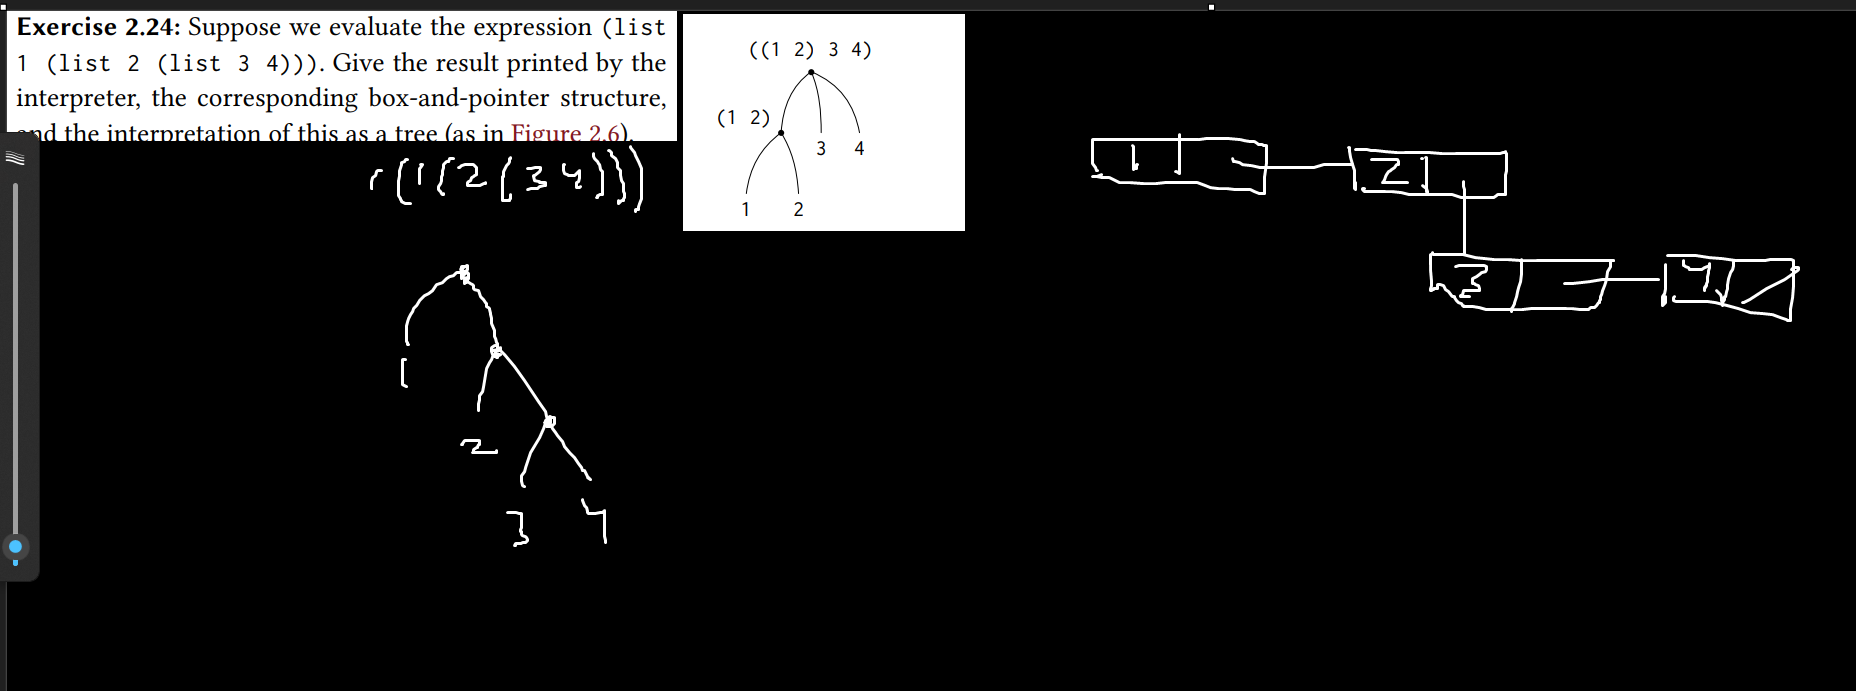 Exercise 2.24: Suppose we evaluate the expression (list
1 (list 2 (list 3 4))). Give the result printed by the
interpreter, the corresponding box-and-pointer structure,
and the interpretation of this as a tree (as in Figure 2.6).
((1 2) 3 4)
(1 2)
3 4
1 2
(1(2(3 4)))
1
2
3 4
1 2
3 4